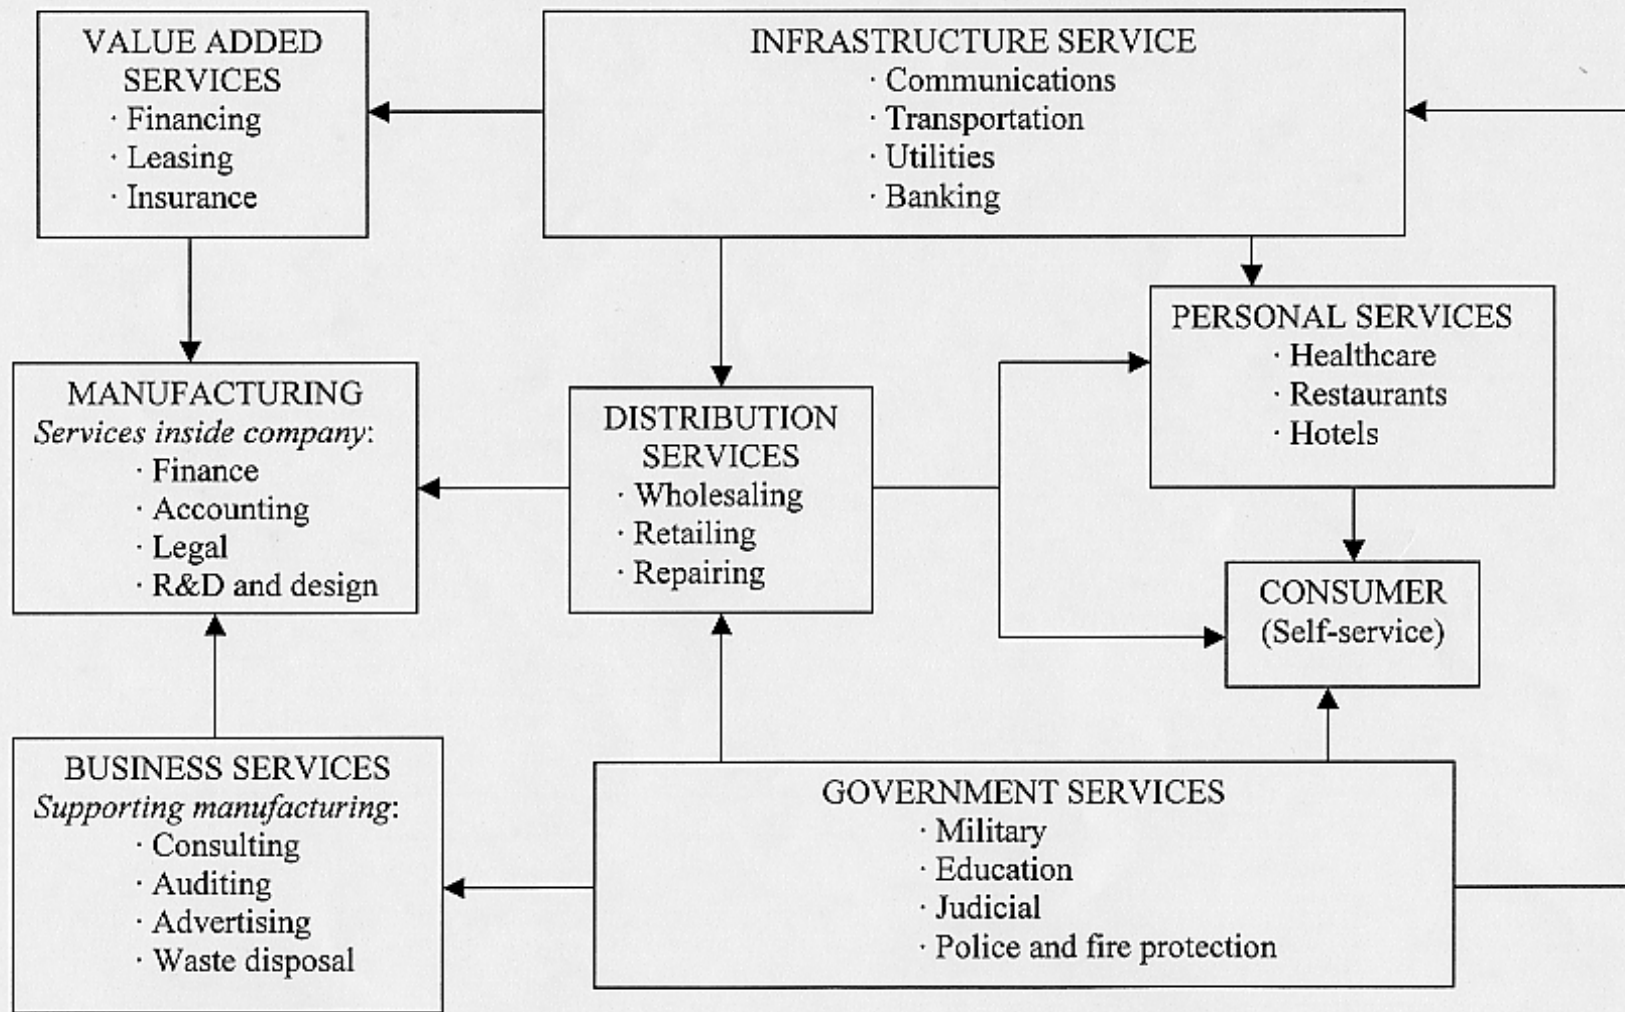 VALUE ADDED
SERVICES
· Financing
· Leasing
· Insurance
INFRASTRUCTURE SERVICE
· Communications
· Transportation
· Utilities
· Banking
PERSONAL SERVICES
· Healthcare
· Restaurants
· Hotels
MANUFACTURING
Services inside company:
· Finance
· Accounting
· Legal
· R&D and design
DISTRIBUTION
SERVICES
· Wholesaling
· Retailing
· Repairing
CONSUMER
(Self-service)
BUSINESS SERVICES
Supporting manufacturing:
· Consulting
· Auditing
· Advertising
· Waste disposal
GOVERNMENT SERVICES
· Military
· Education
· Judicial
· Police and fire protection